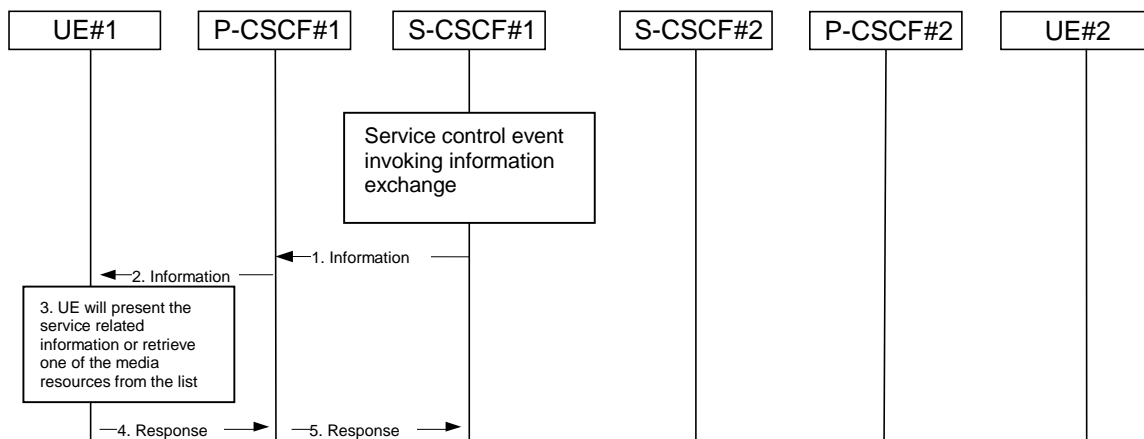 UE#1
P-CSCF#1
S-CSCF#1
S-CSCF#2
P-CSCF#2
UE#2
Service control event
invoking information
exchange
1. Information
2. Information
3. UE will present the
service related
information or retrieve
one of the media
resources from the list
4. Response
5. Response